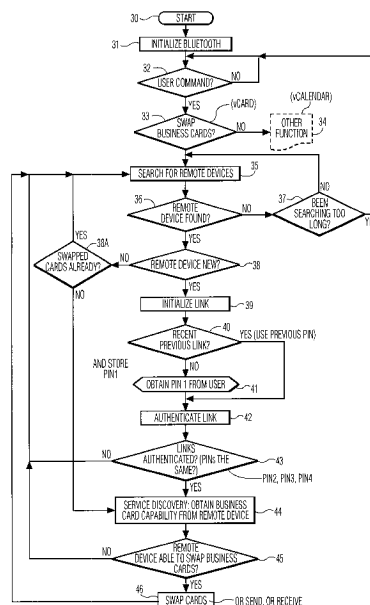 30
START
31
INITIALIZE BLUETOOTH
32
USER COMMAND?
NO
YES
(vCARD)
(vCALENDAR)
33
SWAP
BUSINESS CARDS?
NO
OTHER
FUNCTION
34
YES
SEARCH FOR REMOTE DEVICES
35
NO
36
REMOTE
DEVICE FOUND?
NO
37
BEEN
SEARCHING TOO
LONG?
YES
YES
SWAPPED
CARDS ALREADY?
38A
NO
REMOTE DEVICE NEW?
38
NO
YES
INITIALIZE LINK
39
40
RECENT
PREVIOUS LINK?
YES (USE PREVIOUS PIN)
AND STORE
PIN1
NO
OBTAIN PIN 1 FROM USER
41
AUTHENTICATE LINK
42
NO
LINKS
AUTHENTICATED? (PINs THE
SAME?)
43
PIN2, PIN3, PIN4
YES
SERVICE DISCOVERY: OBTAIN BUSINESS
CARD CAPABILITY FROM REMOTE DEVICE
44
NO
REMOTE
DEVICE ABLE TO SWAP BUSINESS
CARDS?
45
46
YES
SWAP CARDS
OR SEND, OR RECEIVE